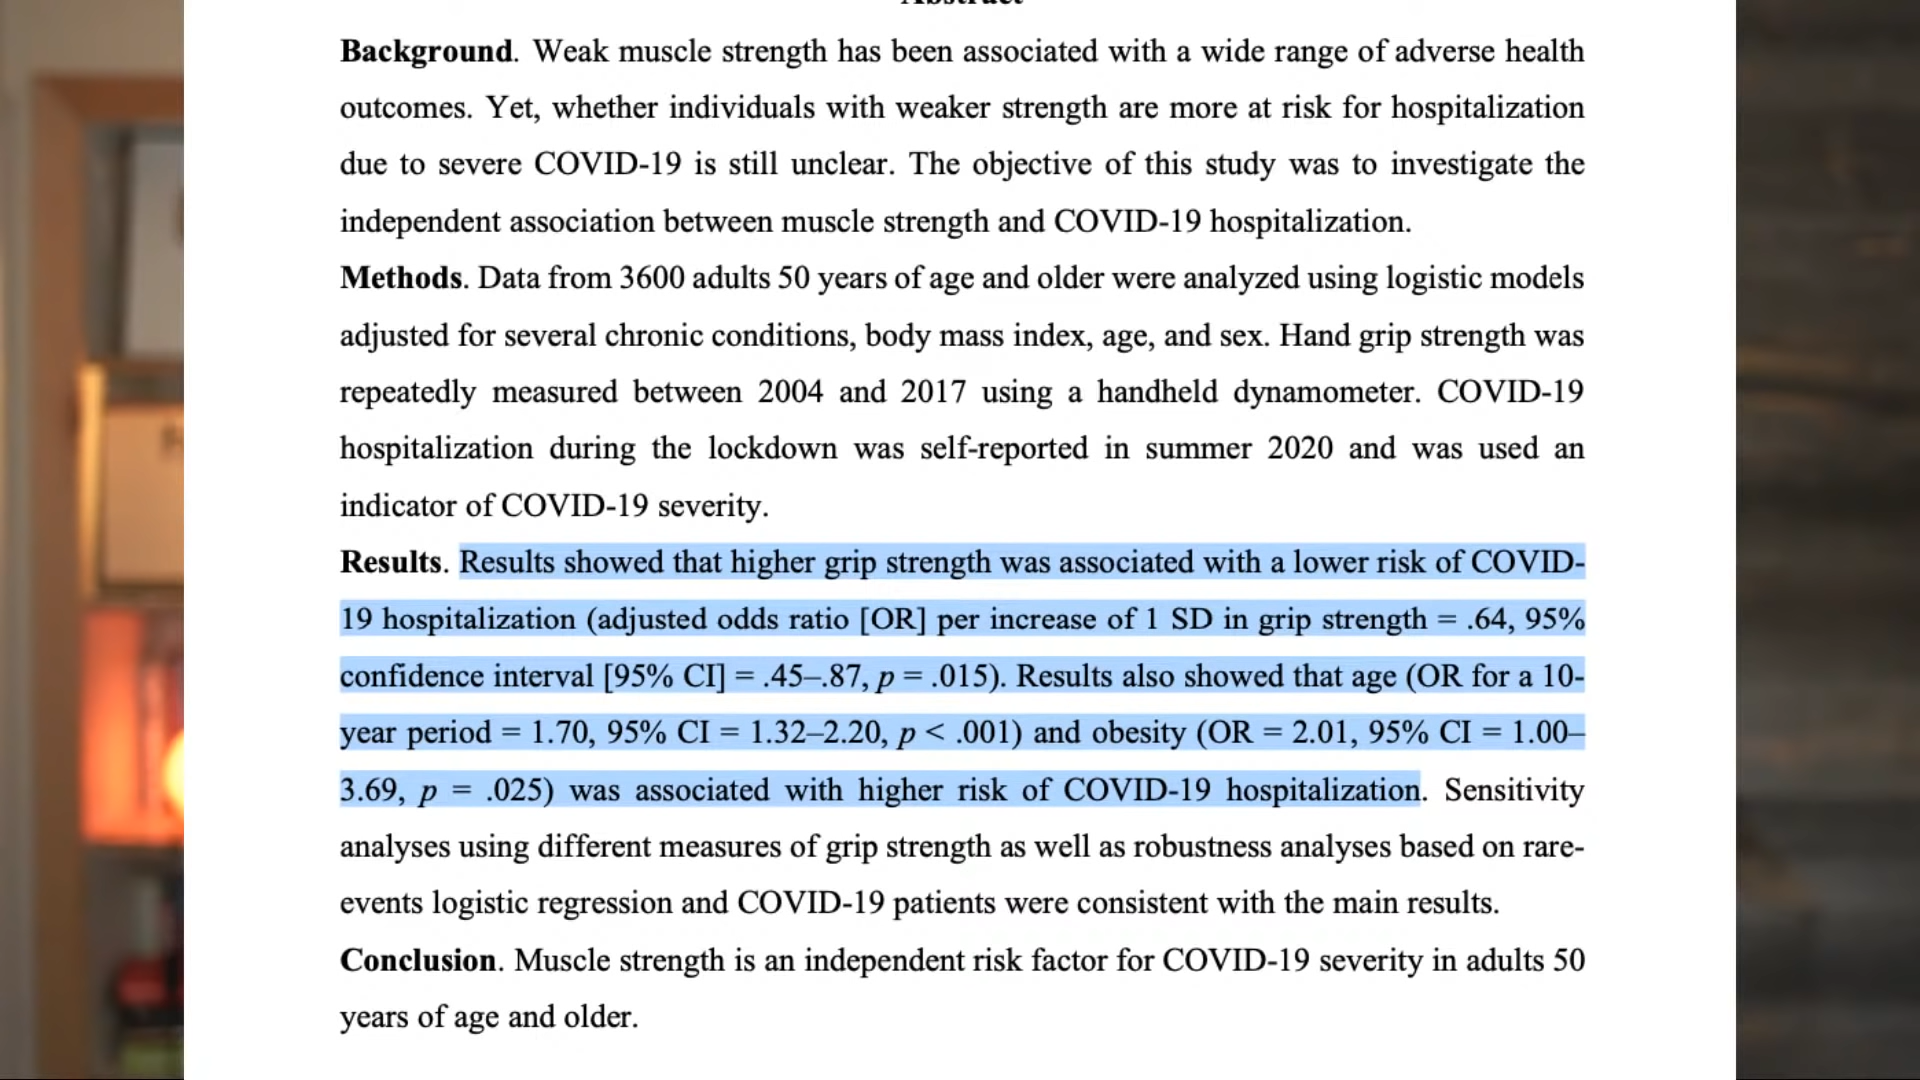 Abstract
Background. Weak muscle strength has been associated with a wide range of adverse health
outcomes. Yet, whether individuals with weaker strength are more at risk for hospitalization
due to severe COVID-19 is still unclear. The objective of this study was to investigate the
independent association between muscle strength and COVID-19 hospitalization.
Methods. Data from 3600 adults 50 years of age and older were analyzed using logistic models
adjusted for several chronic conditions, body mass index, age, and sex. Hand grip strength was
repeatedly measured between 2004 and 2017 using a handheld dynamometer. COVID-19
hospitalization during the lockdown was self-reported in summer 2020 and was used an
indicator of COVID-19 severity.
Results. Results showed that higher grip strength was associated with a lower risk of COVID-
19 hospitalization (adjusted odds ratio [OR] per increase of 1 SD in grip strength = .64, 95%
confidence interval [95% CI] = .45–.87, p = .015). Results also showed that age (OR for a 10-
year period = 1.70, 95% CI = 1.32–2.20, p < .001) and obesity (OR = 2.01, 95% CI = 1.00–
3.69, p = .025) was associated with higher risk of COVID-19 hospitalization. Sensitivity
analyses using different measures of grip strength as well as robustness analyses based on rare-
events logistic regression and COVID-19 patients were consistent with the main results.
Conclusion. Muscle strength is an independent risk factor for COVID-19 severity in adults 50
years of age and older.